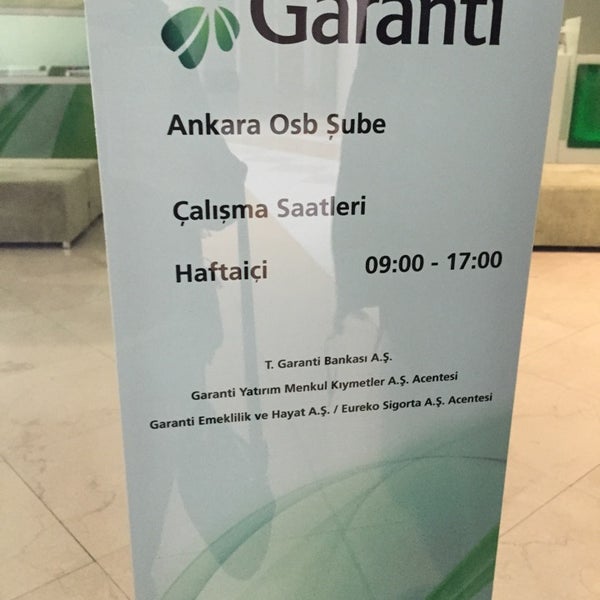 Garanti
Ankara Osb Şube
Çalışma Saatleri
Haftaiçi 09:00 - 17:00
T. Garanti Bankası A.Ş.
Garanti Yatırım Menkul Kıymetler A.Ş. Acentesi
Garanti Emeklilik ve Hayat A.Ş. / Eureko Sigorta A.Ş. Acentesi